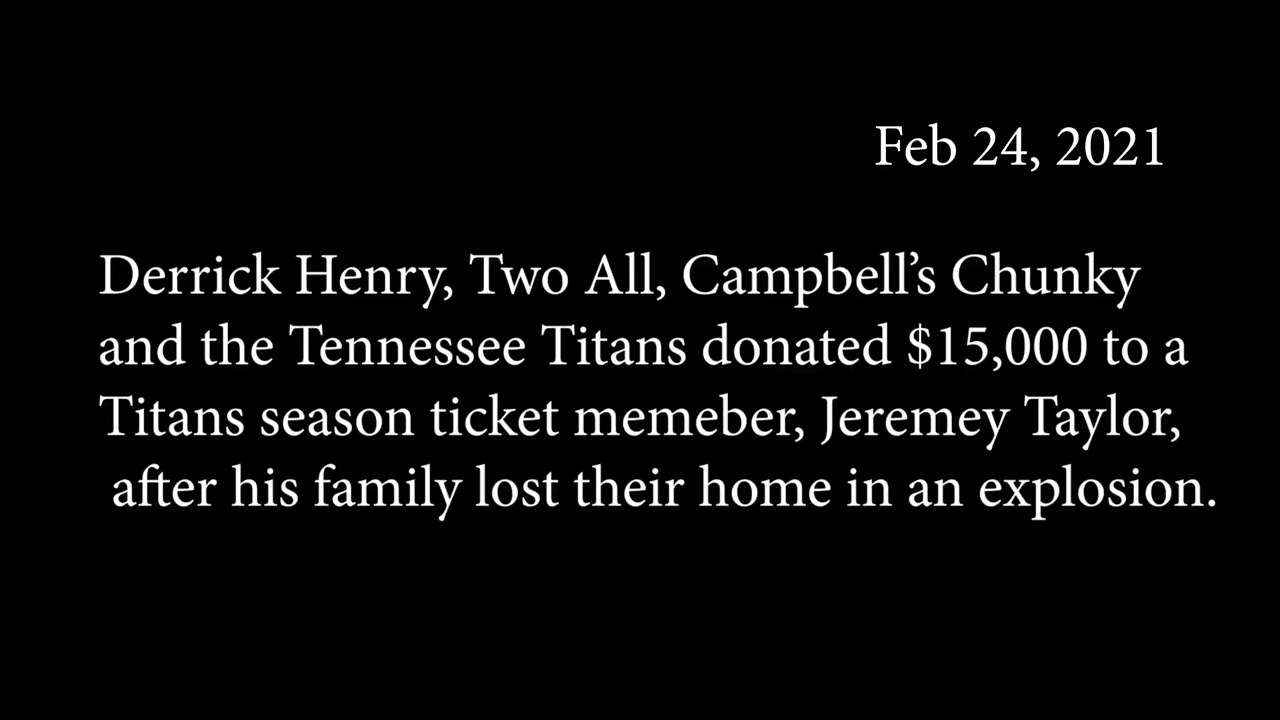 Feb 24, 2021
Derrick Henry, Two All, Campbell’s Chunky
and the Tennessee Titans donated $15,000 to a
Titans season ticket memeber, Jeremey Taylor,
after his family lost their home in an explosion.